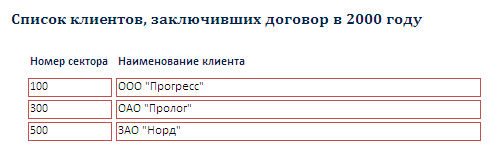 Список клиентов, заключивших договор в 2000 году
Номер сектора Наименование клиента
100 ООО "Прогресс"
300 ОАО "Пролог"
500 ЗАО "Норд"